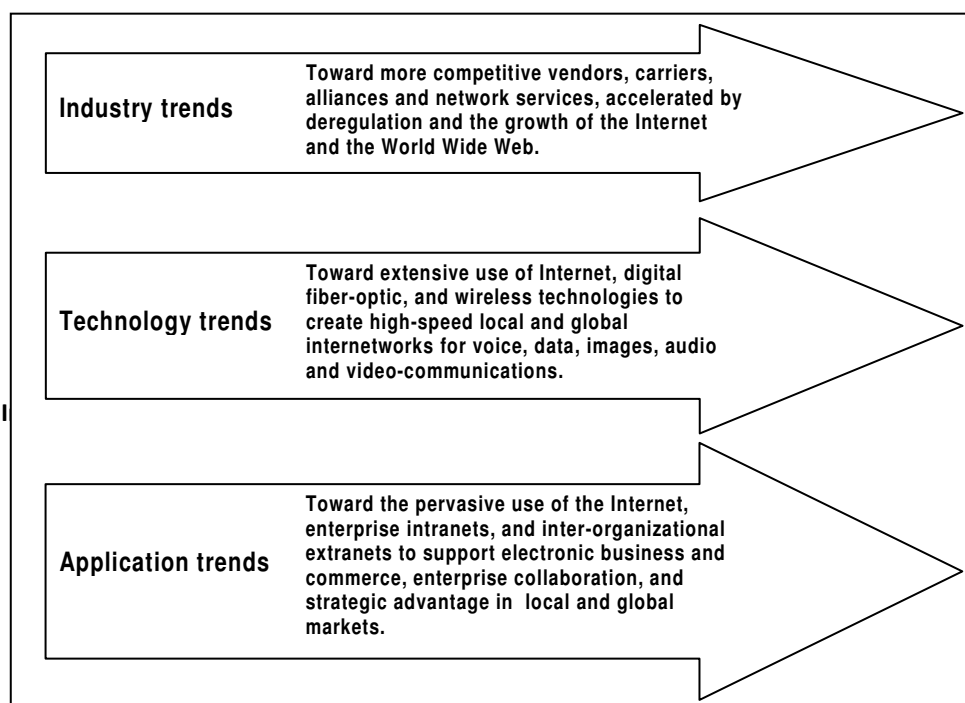 Industry trends
Toward more competitive vendors, carriers,
alliances and network services, accelerated by
deregulation and the growth of the Internet
and the World Wide Web.
Technology trends
Toward extensive use of Internet, digital
fiber-optic, and wireless technologies to
create high-speed local and global
internetworks for voice, data, images, audio
and video-communications.
Application trends
Toward the pervasive use of the Internet,
enterprise intranets, and inter-organizational
extranets to support electronic business and
commerce, enterprise collaboration, and
strategic advantage in  local and global
markets.